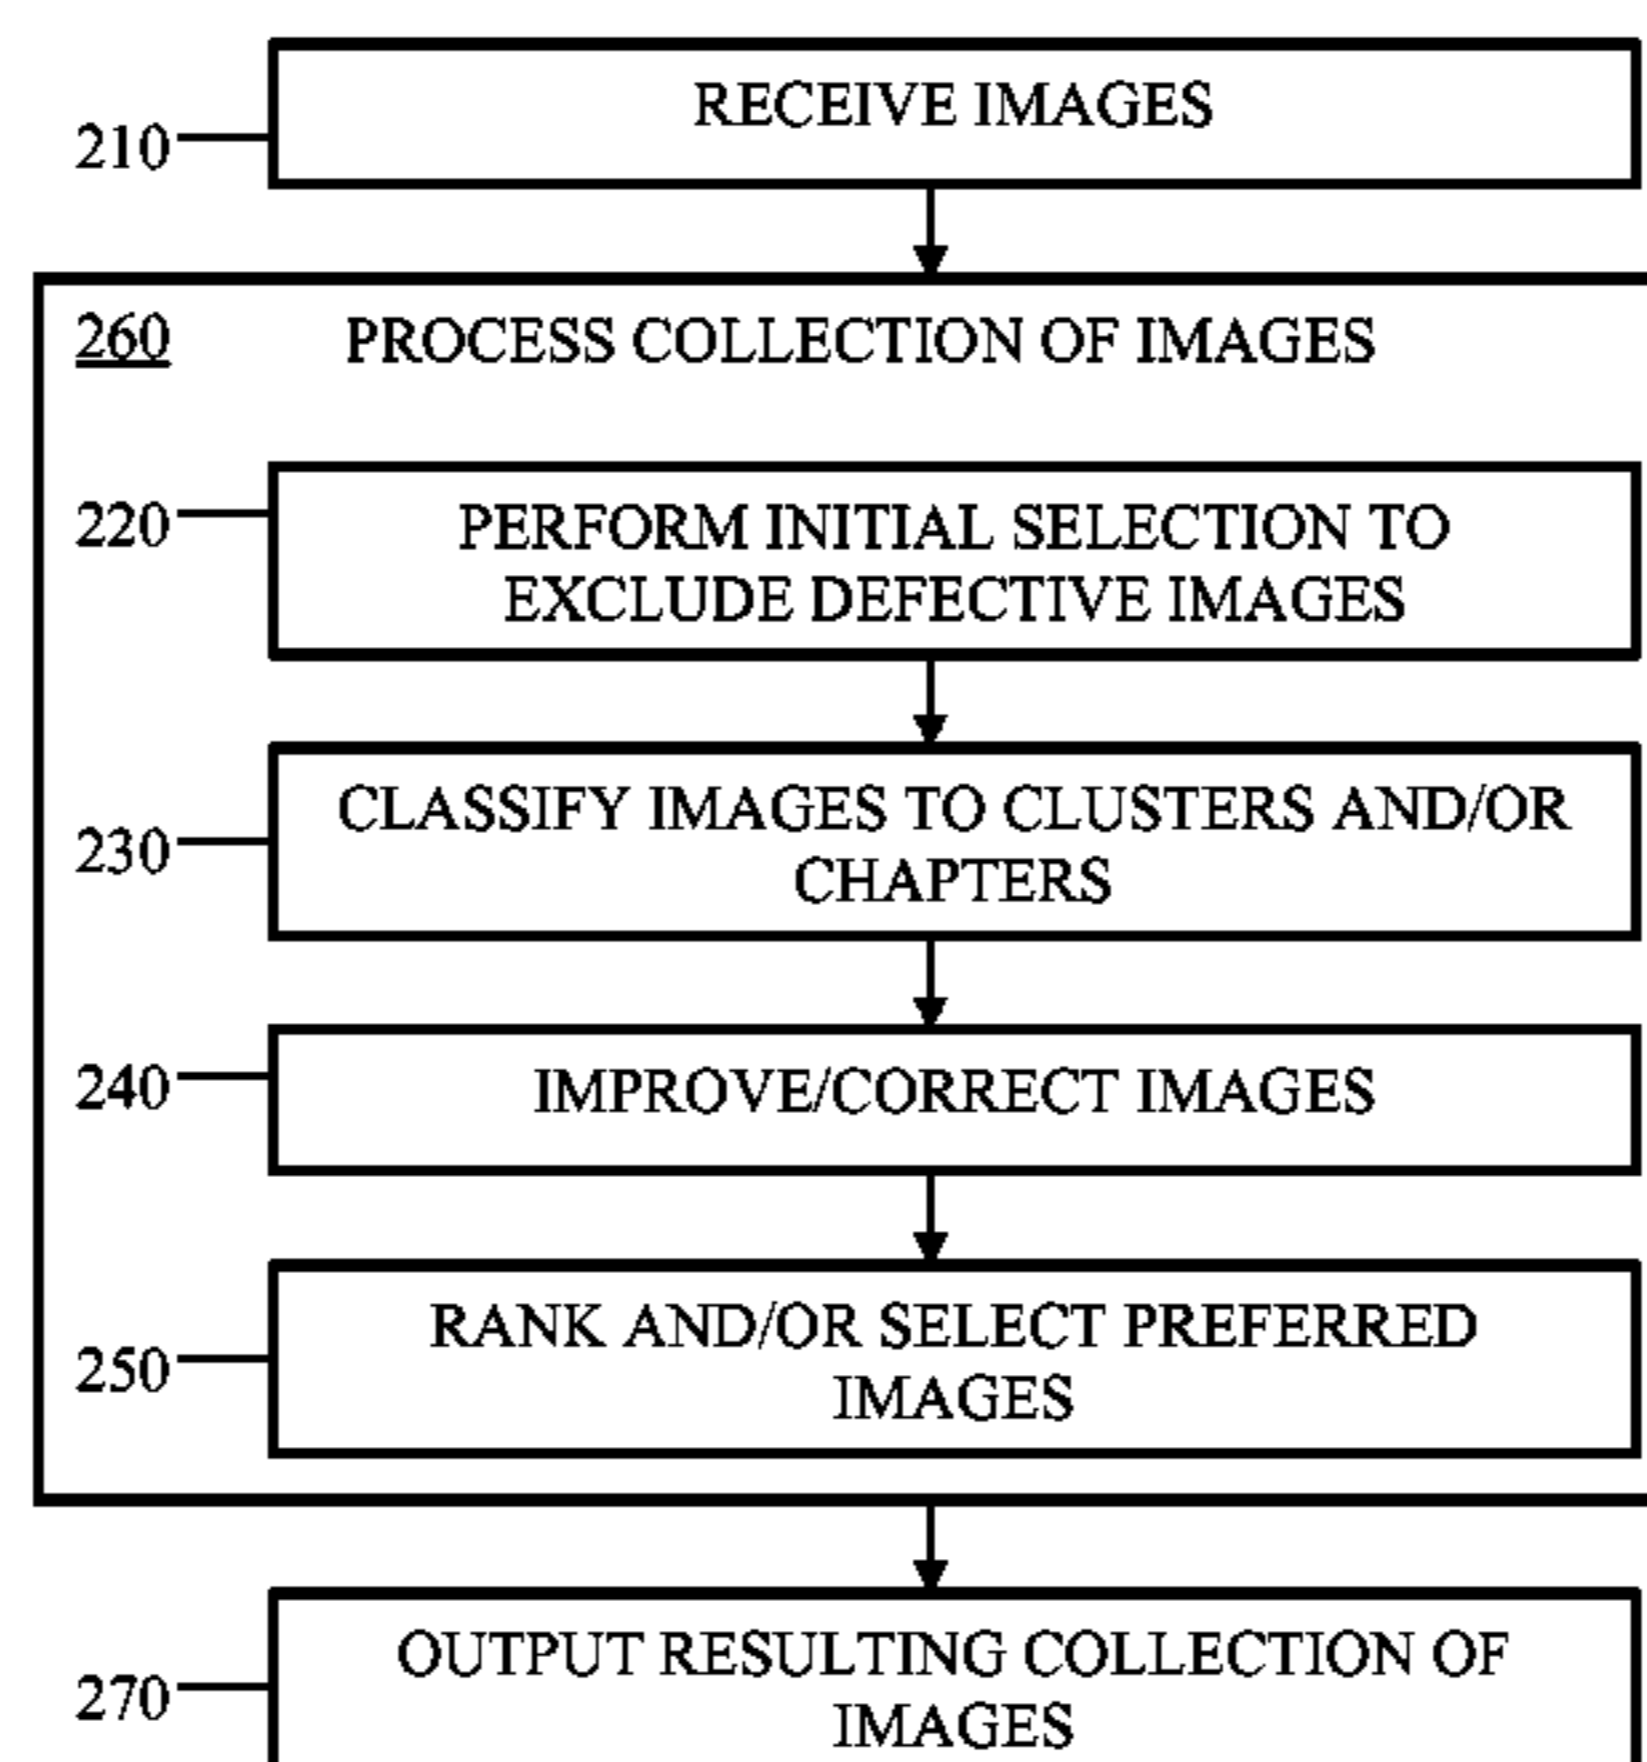 RECEIVE IMAGES
210
260 PROCESS COLLECTION OF IMAGES
220
PERFORM INITIAL SELECTION TO
EXCLUDE DEFECTIVE IMAGES
CLASSIFY IMAGES TO CLUSTERS AND/OR
230
CHAPTERS
240
IMPROVE/CORRECT IMAGES
RANK AND/OR SELECT PREFERRED
250
IMAGES
OUTPUT RESULTING COLLECTION OF
270
IMAGES